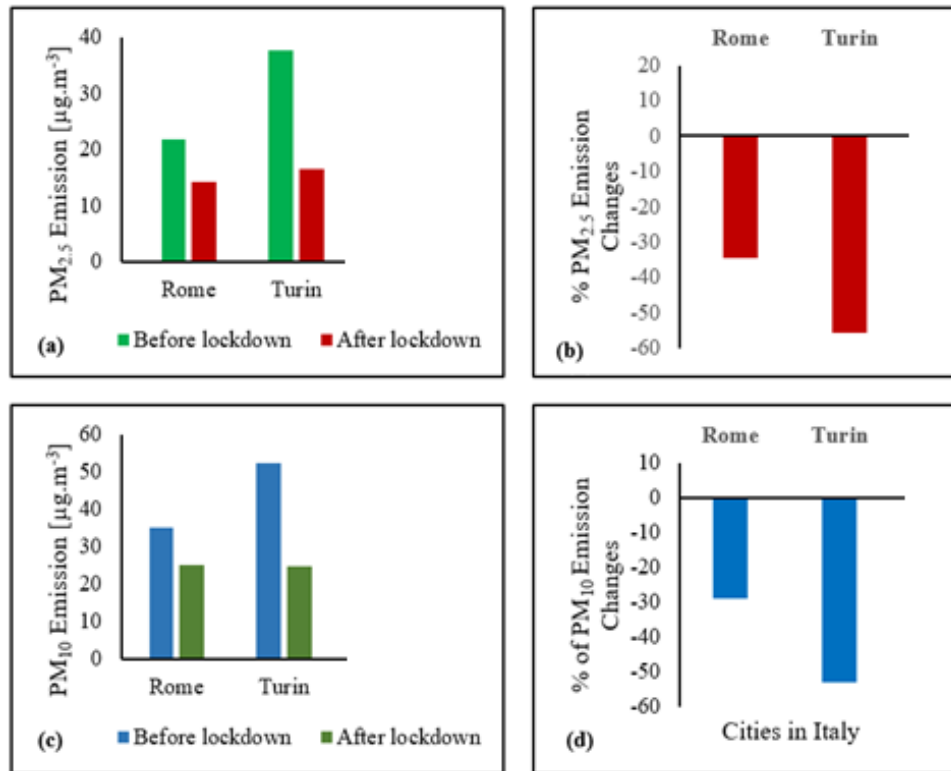 40
30
20
10
0
PM2.5 Emission [µg.m-3]
Rome Turin
Before lockdown After lockdown
(a)
Rome Turin
20
10
0
-10
-20
-30
-40
-50
-60
% PM2.5 Emission
Changes
(b)
60
50
40
30
20
10
0
PM10 Emission [µg.m-3]
Rome Turin
Before lockdown After lockdown
(c)
Rome Turin
10
0
-10
-20
-30
-40
-50
-60
% of PM10 Emission
Changes
Cities in Italy
(d)